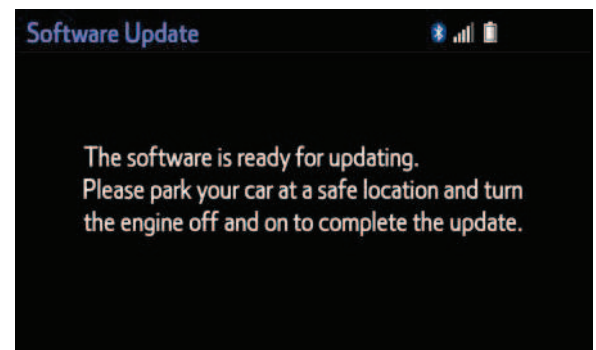 Software Update
The software is ready for updating.
Please park your car at a safe location and turn
the engine off and on to complete the update.